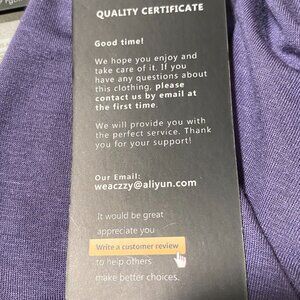 QUALITY CERTIFICATE
Good time!
We hope you enjoy and
take care of it. If you
have any questions about
this clothing, please
contact us by email at
the first time.
We will provide you with
the perfect service. Thank
you for your support!
Our Email:
weaczzy@aliyun.com
It would be great
appreciate you
Write a customer review
to help others
make better choices.